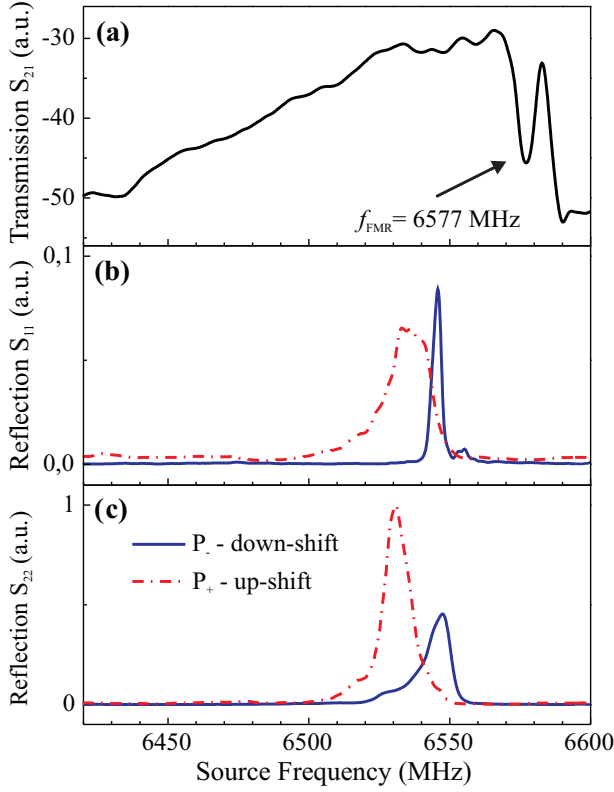 (a)
Transmission S21 (a.u.)
-30
-40
-50
fFMR= 6577 MHz
(b)
Reflection S11 (a.u.)
0,1
0,0
(c)
Reflection S22 (a.u.)
1
0
P- - down-shift
P+ - up-shift
6450 6500 6550 6600
Source Frequency (MHz)